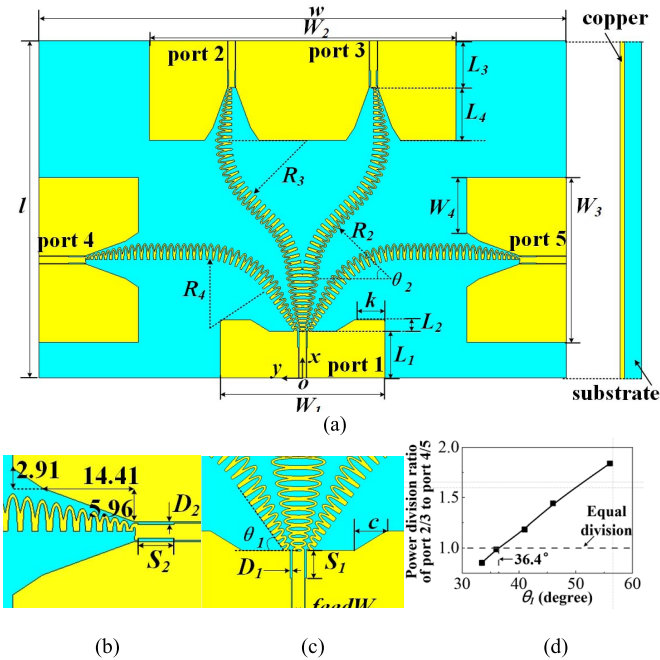 w
W2
copper
port 2
port 3
L3
L4
R3
l
W4
W3
port 4
R2
port 5
R4
θ2
k
L2
x
L1
port 1
y
o
substrate
W1
(a)
2.91
14.41
5.96
D2
S2
θ1
c
D1
S1
feedW
Power division ratio
of port 2/3 to port 4/5
2.0
1.5
1.0
Equal
division
36.4°
30
40
50
60
θ1 (degree)
(b)
(c)
(d)